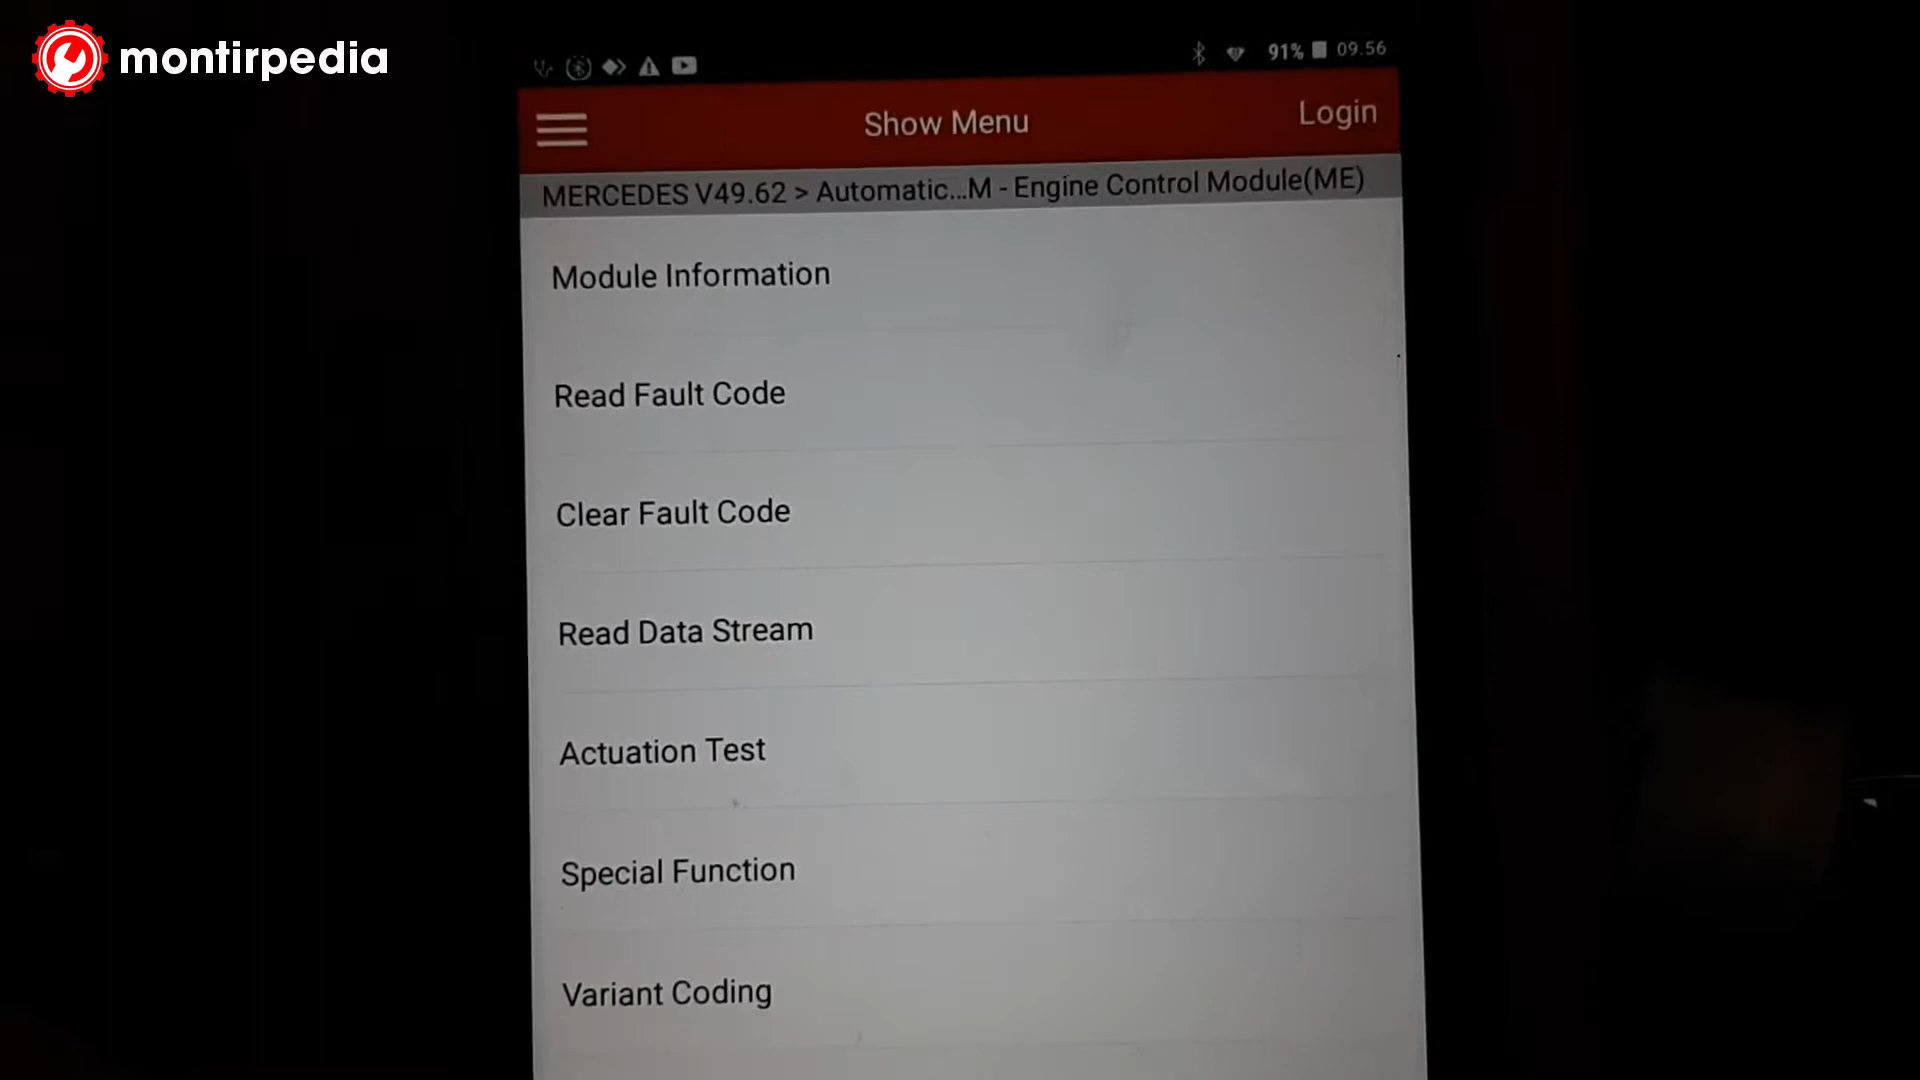 montirpedia
91% 09.56
Show Menu
Login
MERCEDES V49.62 > Automatic...M - Engine Control Module(ME)
Module Information
Read Fault Code
Clear Fault Code
Read Data Stream
Actuation Test
Special Function
Variant Coding